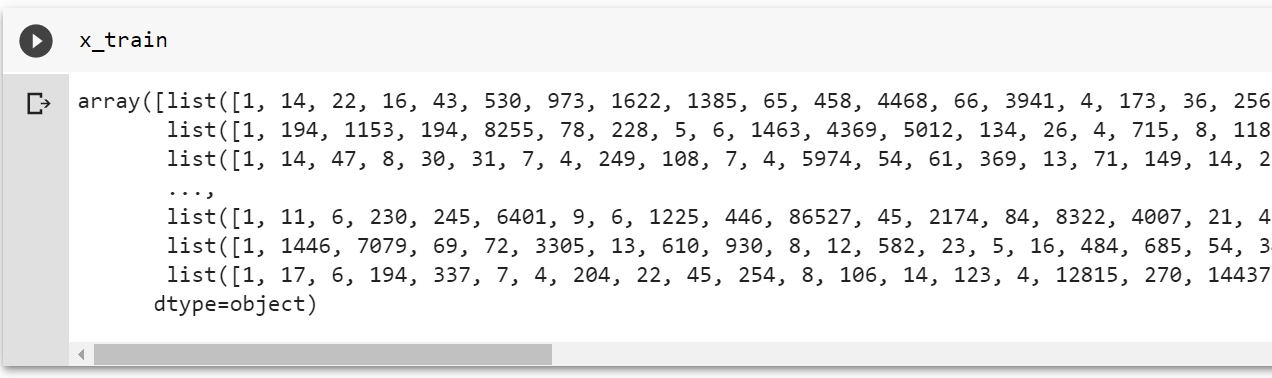 x_train
array([list([1, 14, 22, 16, 43, 530, 973, 1622, 1385, 65, 458, 4468, 66, 3941, 4, 173, 36, 256
list([1, 194, 1153, 194, 8255, 78, 228, 5, 6, 1463, 4369, 5012, 134, 26, 4, 715, 8, 118
list([1, 14, 47, 8, 30, 31, 7, 4, 249, 108, 7, 4, 5974, 54, 61, 369, 13, 71, 149, 14, 2
...,
list([1, 11, 6, 230, 245, 6401, 9, 6, 1225, 446, 86527, 45, 2174, 84, 8322, 4007, 21, 4
list([1, 1446, 7079, 69, 72, 3305, 13, 610, 930, 8, 12, 582, 23, 5, 16, 484, 685, 54, 3
list([1, 17, 6, 194, 337, 7, 4, 204, 22, 45, 254, 8, 106, 14, 123, 4, 12815, 270, 14437
dtype=object)